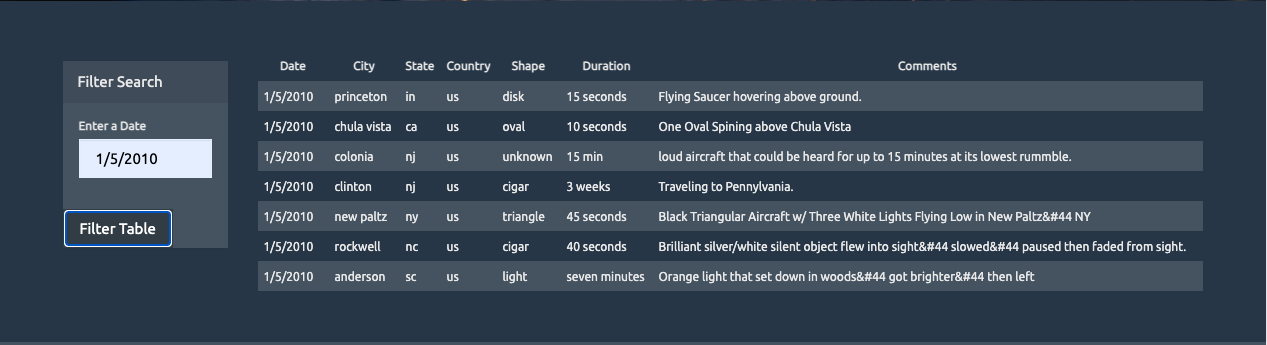 Filter Search
Enter a Date
1/5/2010
Filter Table
Date City State Country Shape Duration Comments
1/5/2010 princeton in us disk 15 seconds Flying Saucer hovering above ground.
1/5/2010 chula vista ca us oval 10 seconds One Oval Spining above Chula Vista
1/5/2010 colonia nj us unknown 15 min loud aircraft that could be heard for up to 15 minutes at its lowest rummble.
1/5/2010 clinton nj us cigar 3 weeks Traveling to Pennylvania.
1/5/2010 new paltz ny us triangle 45 seconds Black Triangular Aircraft w/ Three White Lights Flying Low in New Paltz&#44 NY
1/5/2010 rockwell nc us cigar 40 seconds Brilliant silver/white silent object flew into sight&#44 slowed&#44 paused then faded from sight.
1/5/2010 anderson sc us light seven minutes Orange light that set down in woods&#44 got brighter&#44 then left